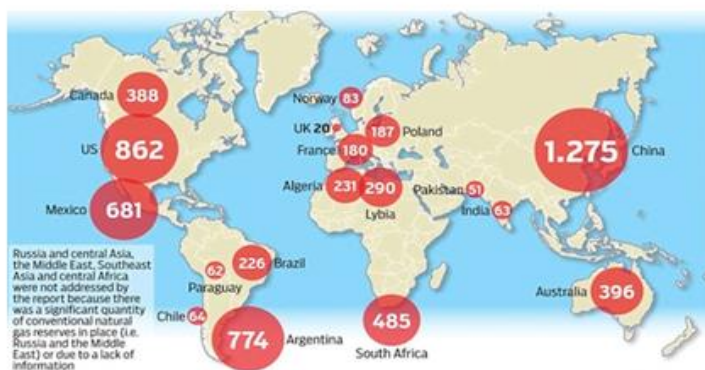 Canada 388
US 862
Mexico 681
Norway 83
UK 20
187 Poland
France 180
Algeria 231
290
Lybia
Pakistan 51
India 63
1.275 China
226 Brazil
62
Paraguay
Chile 64
774 Argentina
485
South Africa
Australia 396
Russia and central Asia,
the Middle East, Southeast
Asia and central Africa
were not addressed by
the report because there
was a significant quantity
of conventional natural
gas reserves in place (i.e.
Russia and the Middle
East) or due to a lack of
information